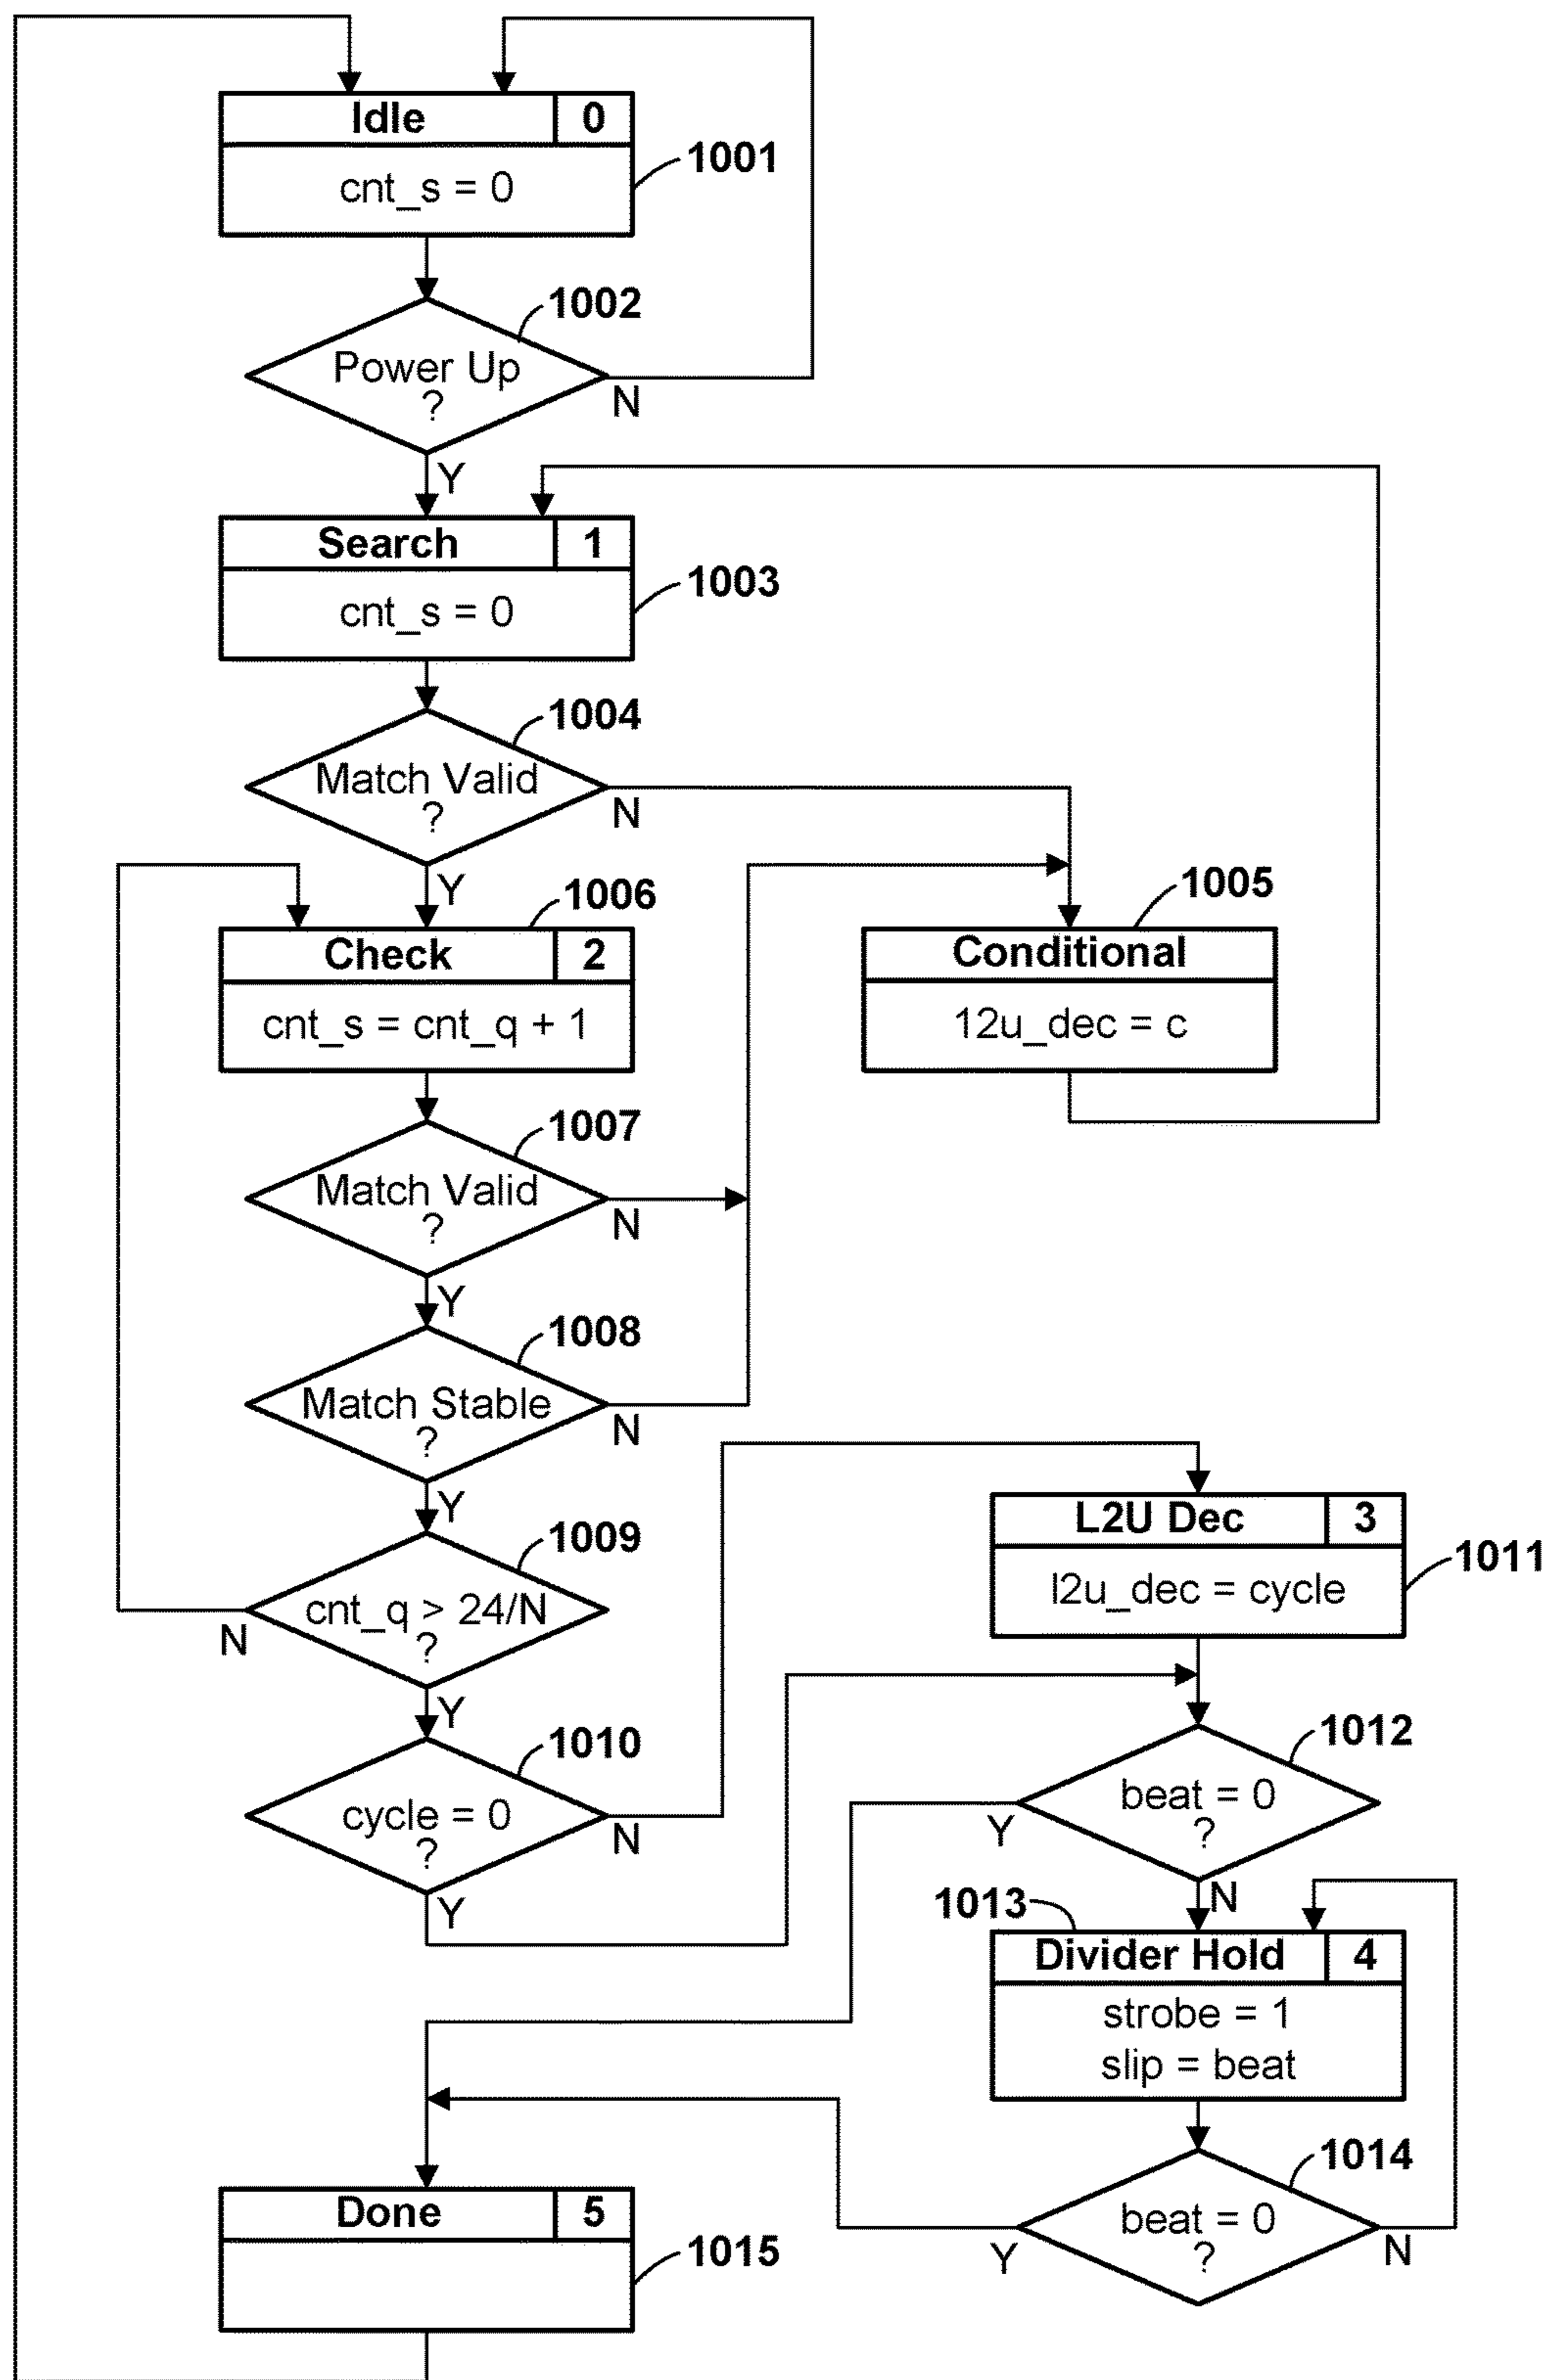 Idle 0
1001
cnt_s = 0
1002
Power Up
?
N
Y
Search 1
1003
cnt_s = 0
1004
Match Valid
?
N
Y
1006
1005
Check 2
Conditional
cnt_s = cnt_q + 1
12u_dec = c
1007
Match Valid
?
N
Y
1008
Match Stable
?
N
Y
L2U Dec 3
1009
1011
l2u_dec = cycle
cnt_q > 24/N
?
N
Y
1010
1012
beat = 0
cycle = 0
?
N
Y
?
Y
N
1013
Divider Hold 4
strobe = 1
slip = beat
1014
Done 5
beat = 0
?
Y
N
1015